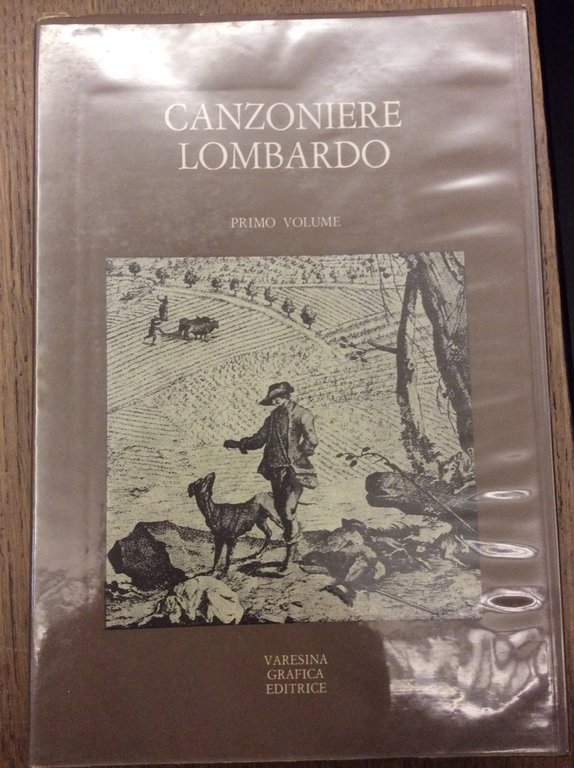 CANZONIERE
LOMBARDO
PRIMO VOLUME
VARESINA
GRAFICA
EDITRICE